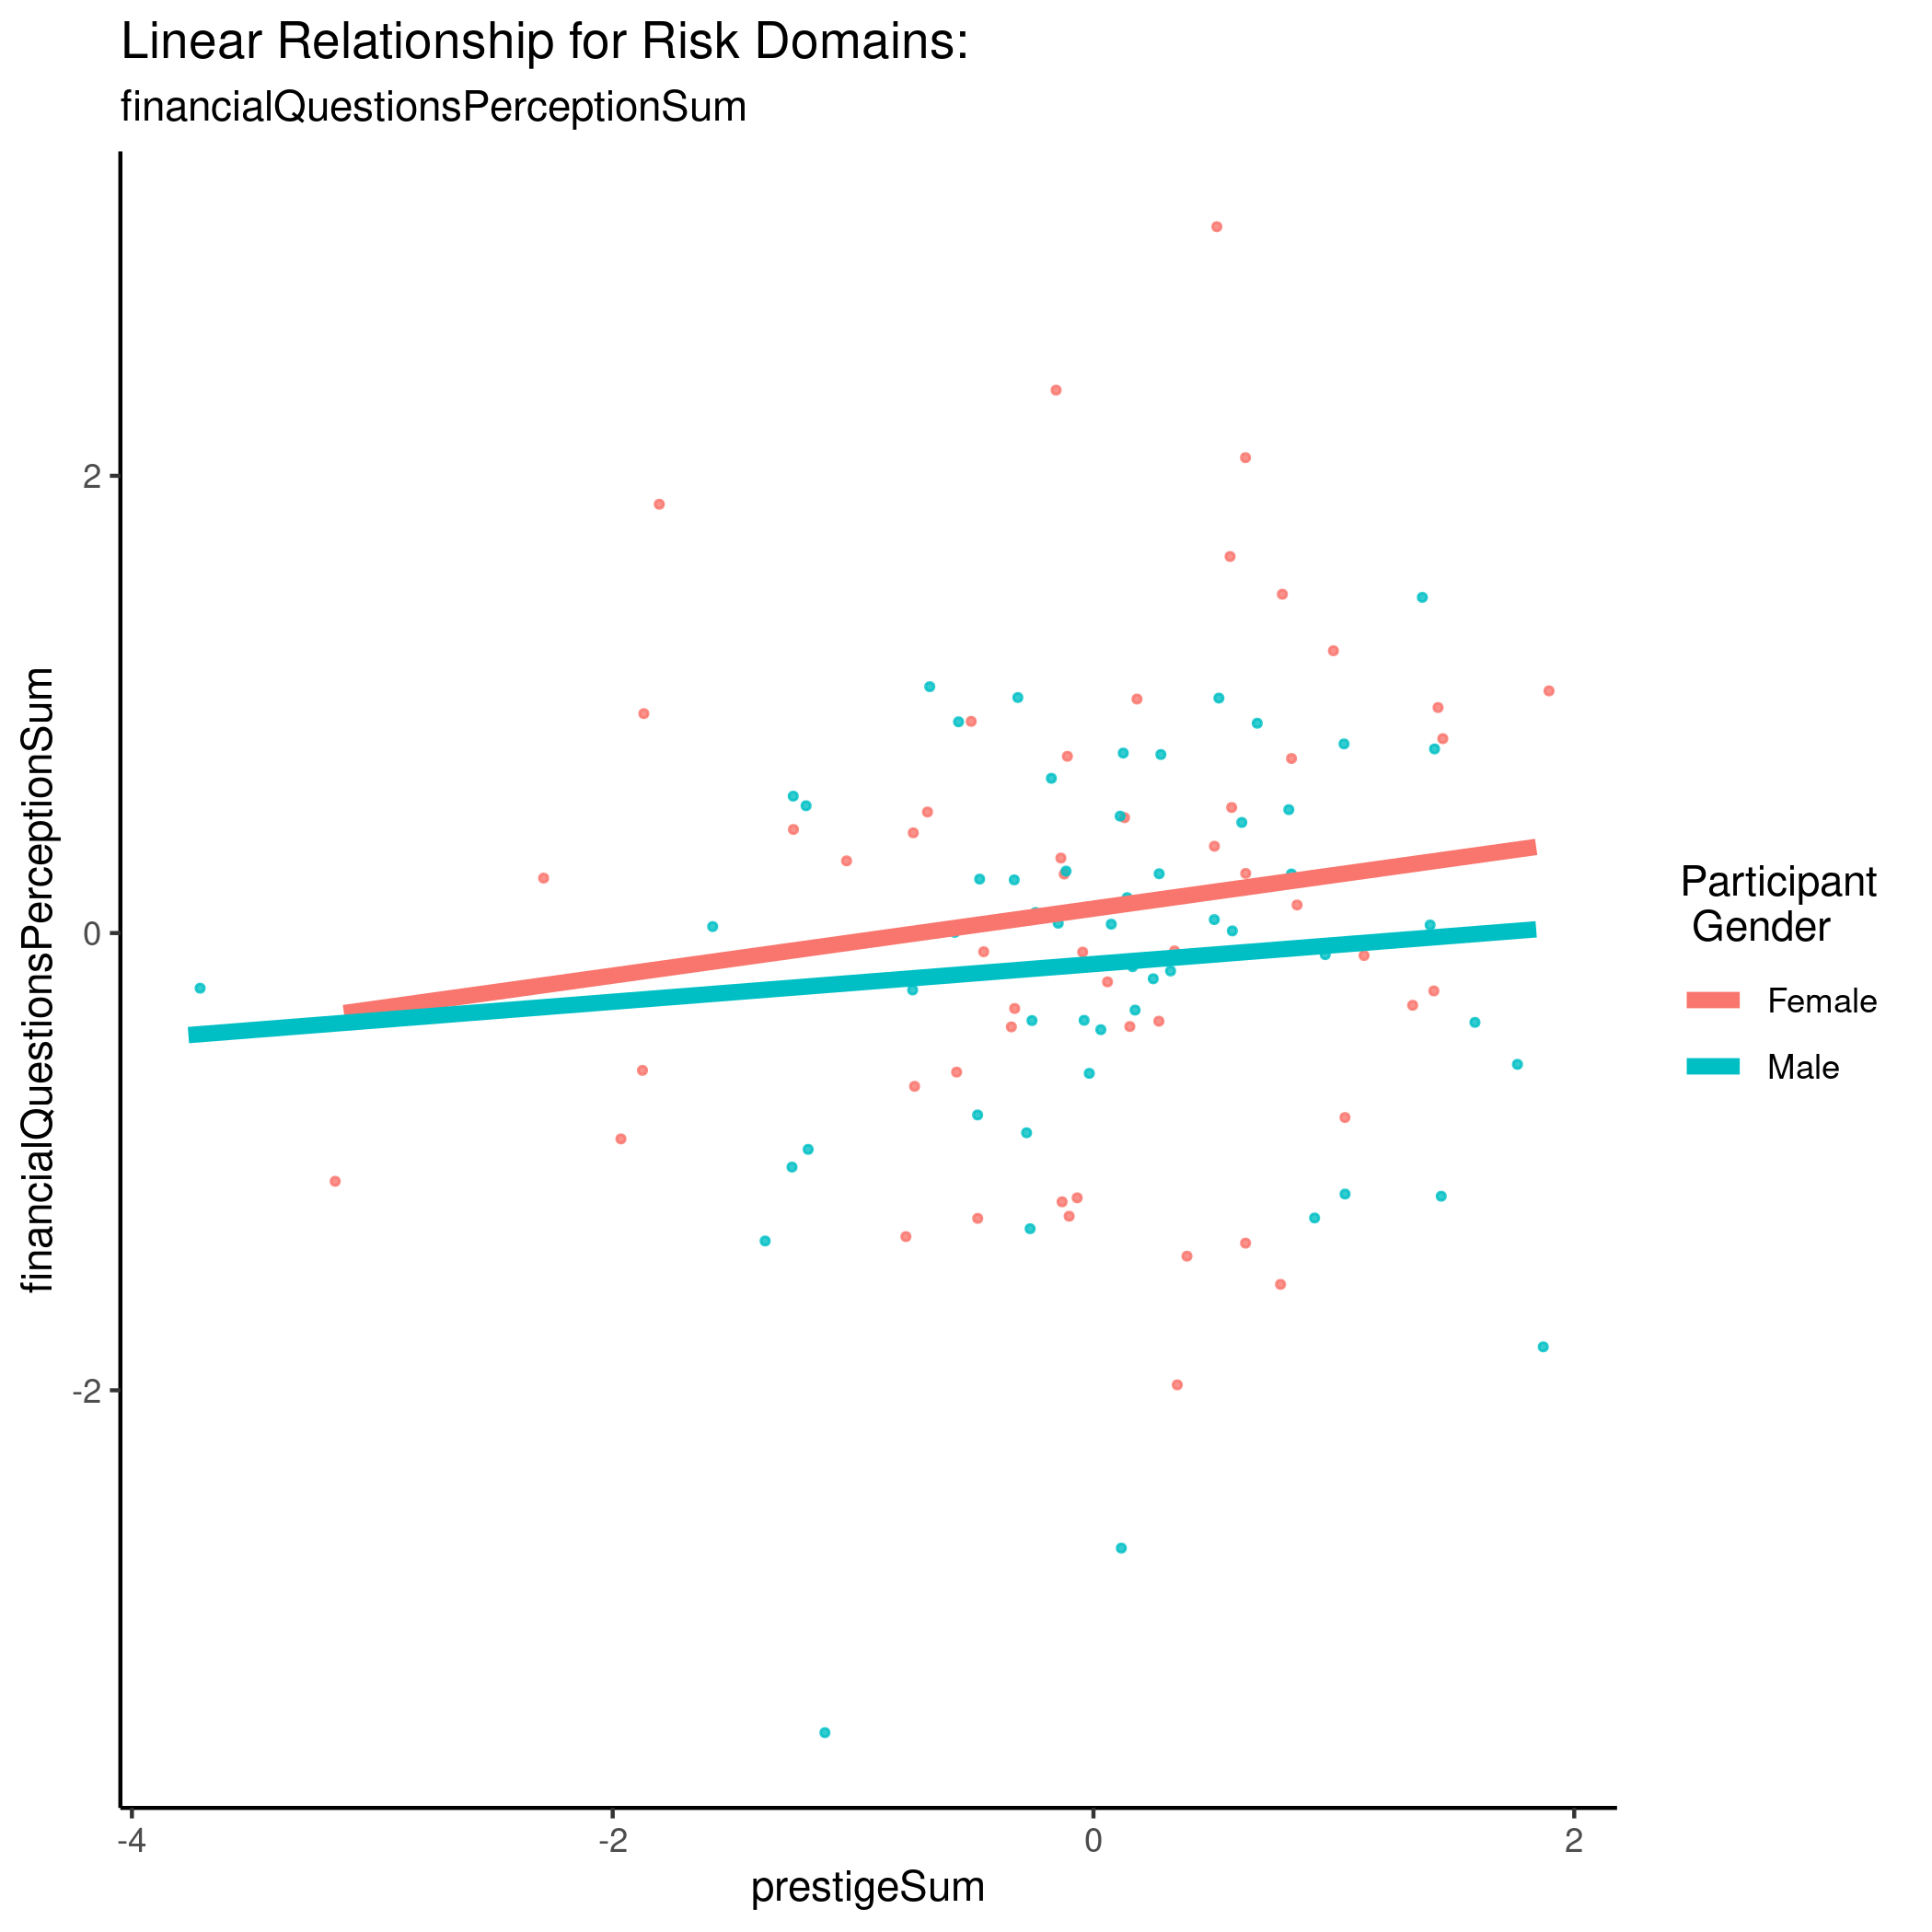 Linear Relationship for Risk Domains:
financialQuestionsPerceptionSum
financialQuestionsPerceptionSum
2
0
-2
-4
-2
0
2
prestigeSum
Participant
Gender
Female
Male